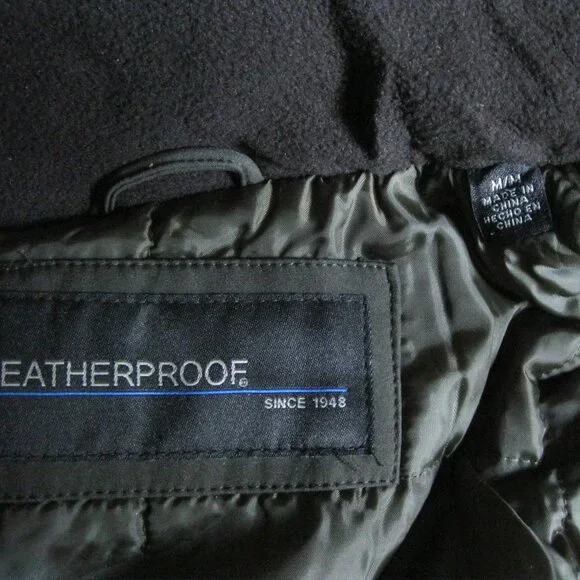 M/M
MADE IN
CHINA
HECHO EN
CHINA
EATHERPROOF®
SINCE 1948